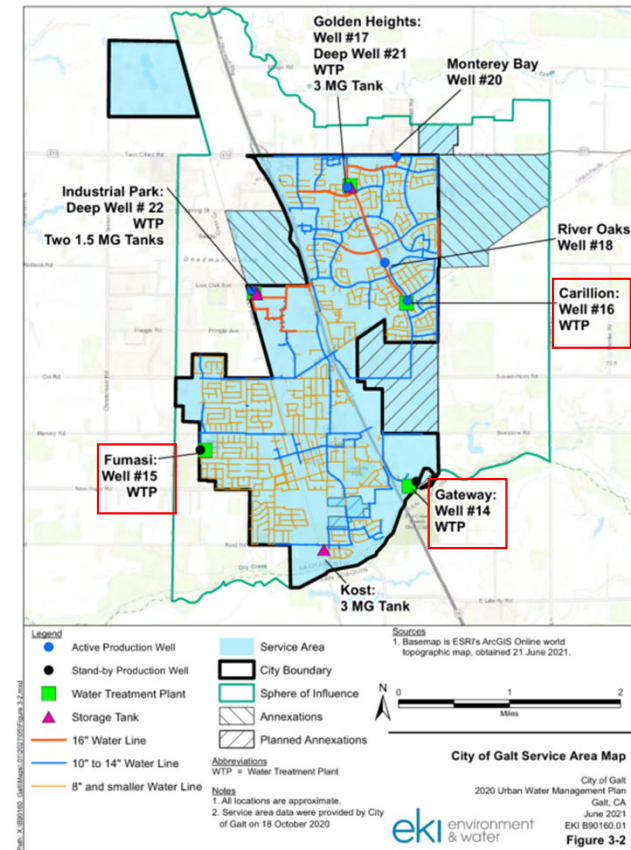 Golden Heights:
Well #17
Deep Well #21
WTP
3 MG Tank
Monterey Bay
Well #20
Industrial Park:
Deep Well # 22
WTP
Two 1.5 MG Tanks
River Oaks
Well #18
Carillion:
Well #16
WTP
Fumasi:
Well #15
WTP
Gateway:
Well #14
WTP
Kost:
3 MG Tank
Legend
Active Production Well
Stand-by Production Well
Water Treatment Plant
Storage Tank
16" Water Line
10" to 14" Water Line
8" and smaller Water Line
Service Area
City Boundary
Sphere of Influence
Annexations
Planned Annexations
Abbreviations
WTP = Water Treatment Plant
Notes
1. All locations are approximate.
2. Service area data were provided by City
of Galt on 18 October 2020
Sources
1. Basemap is ESRI's ArcGIS Online world
topographic map, obtained 21 June 2021.
N
0 1 2
Miles
City of Galt Service Area Map
City of Galt
2020 Urban Water Management Plan
Galt, CA
June 2021
EKI B90160.01
Figure 3-2
eki environment
& water